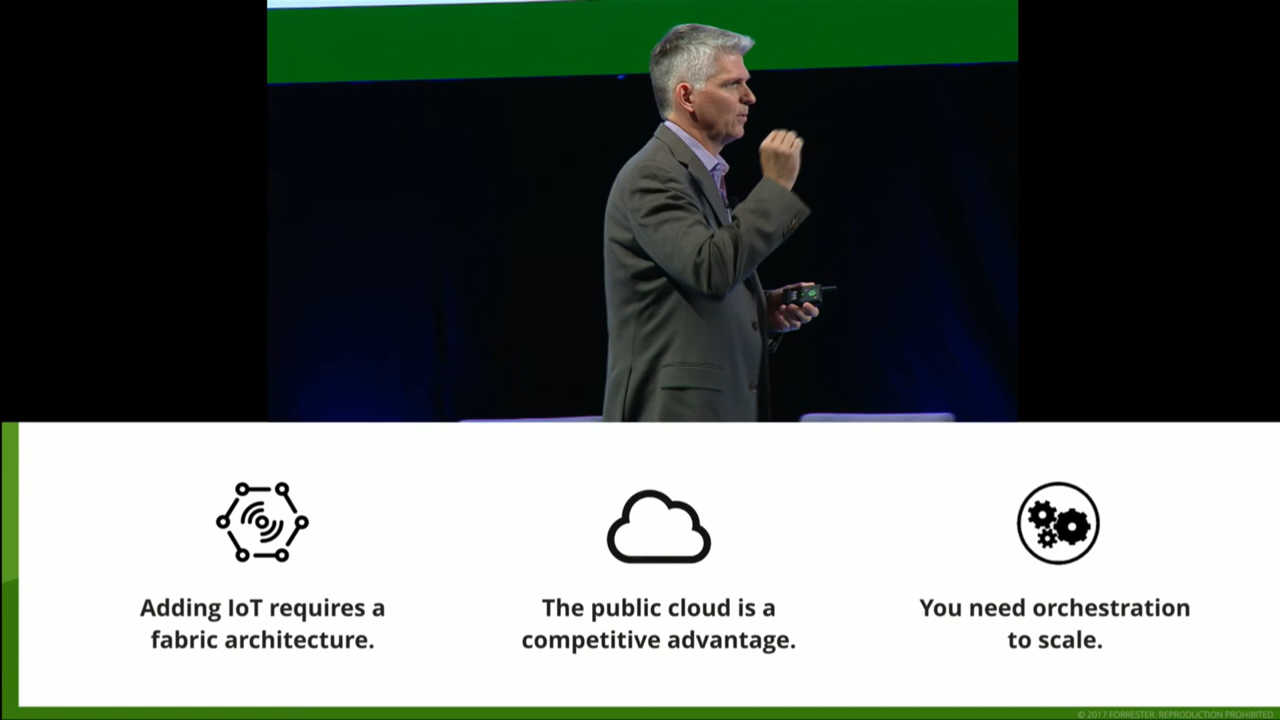 Adding IoT requires a
fabric architecture.
The public cloud is a
competitive advantage.
You need orchestration
to scale.
© 2017 FORRESTER. REPRODUCTION PROHIBITED.